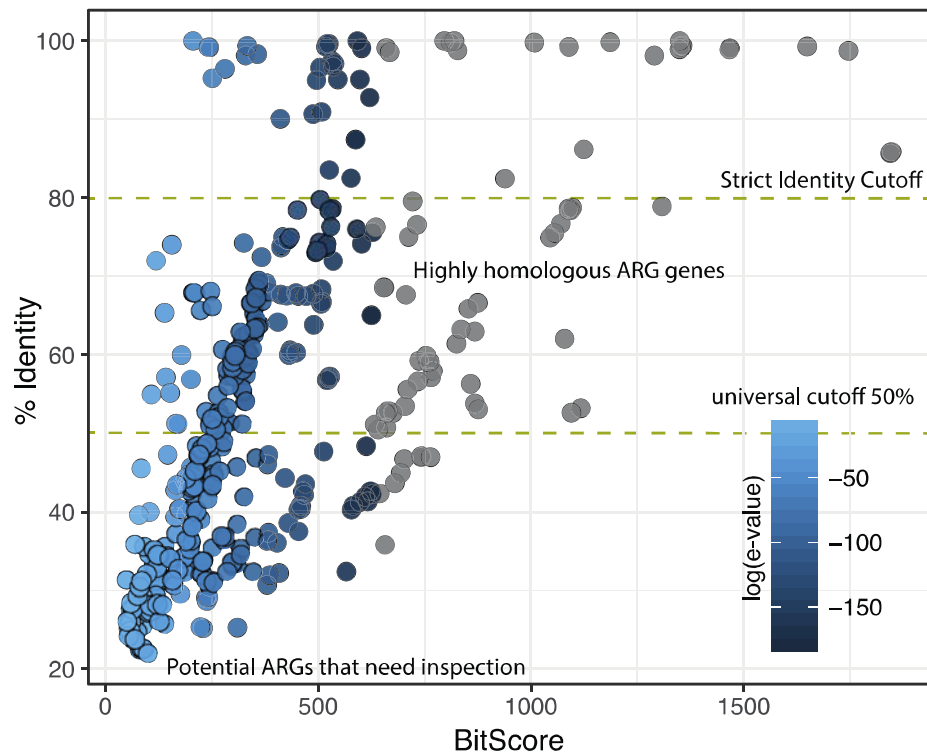 100
Strict Identity Cutoff
80
Highly homologous ARG genes
% Identity
60
universal cutoff 50%
−50
40
−100
log(e-value)
−150
20
Potential ARGs that need inspection
0
500
1000
1500
BitScore